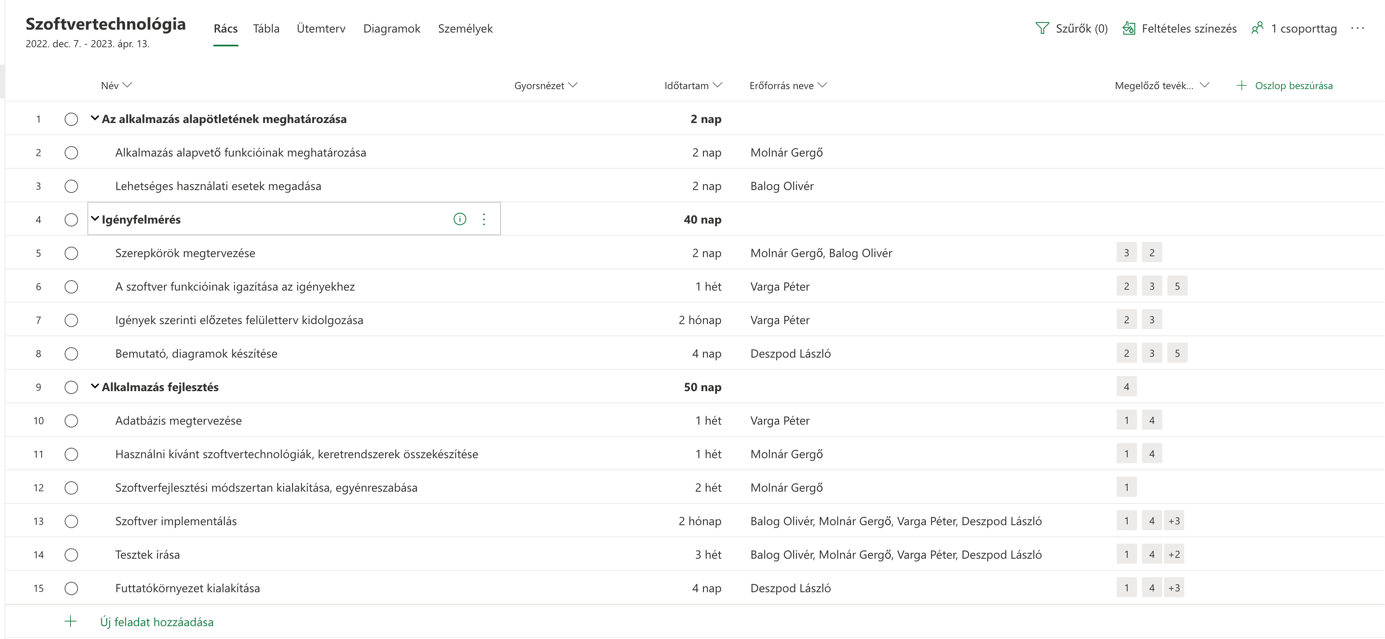 Szoftvertechnológia
2022. dec. 7. - 2023. ápr. 13.
Rács Tábla Ütemterv Diagramok Személyek
Szűrők (0) Feltételes színezés 1 csoporttag
Név Gyorsnézet Időtartam Erőforrás neve Megelőző tevék... Oszlop beszúrása
1 Az alkalmazás alapötletének meghatározása 2 nap
2 Alkalmazás alapvető funkcióinak meghatározása 2 nap Molnár Gergő
3 Lehetséges használati esetek megadása 2 nap Balog Olivér
4 Igényfelmérés 40 nap
5 Szerepkörök megtervezése 2 nap Molnár Gergő, Balog Olivér 3 2
6 A szoftver funkcióinak igazítása az igényekhez 1 hét Varga Péter 2 3 5
7 Igények szerinti előzetes felületterv kidolgozása 2 hónap Varga Péter 2 3
8 Bemutató, diagramok készítése 4 nap Deszpod László 2 3 5
9 Alkalmazás fejlesztés 50 nap 4
10 Adatbázis megtervezése 1 hét Varga Péter 1 4
11 Használni kívánt szoftvertechnológiák, keretrendszerek összekészítése 1 hét Molnár Gergő 1 4
12 Szoftverfejlesztési módszertan kialakítása, egyénreszabása 2 hét Molnár Gergő 1
13 Szoftver implementálás 2 hónap Balog Olivér, Molnár Gergő, Varga Péter, Deszpod László 1 4 +3
14 Tesztek írása 3 hét Balog Olivér, Molnár Gergő, Varga Péter, Deszpod László 1 4 +2
15 Futtatókörnyezet kialakítása 4 nap Deszpod László 1 4 +3
Új feladat hozzáadása